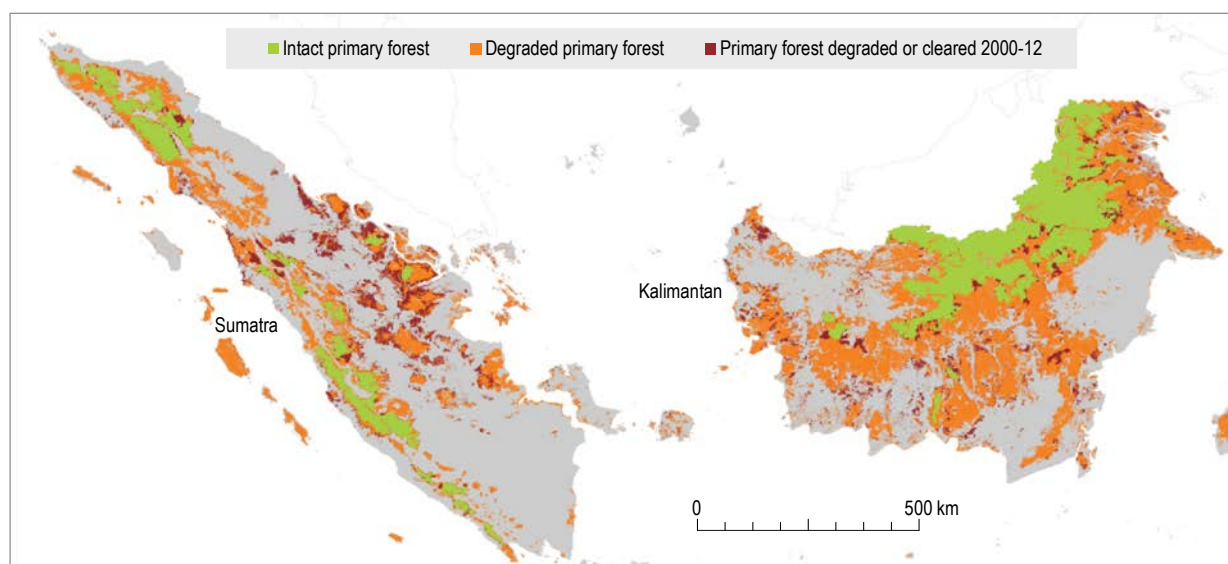 Intact primary forest Degraded primary forest Primary forest degraded or cleared 2000-12
Kalimantan
Sumatra
0 500 km